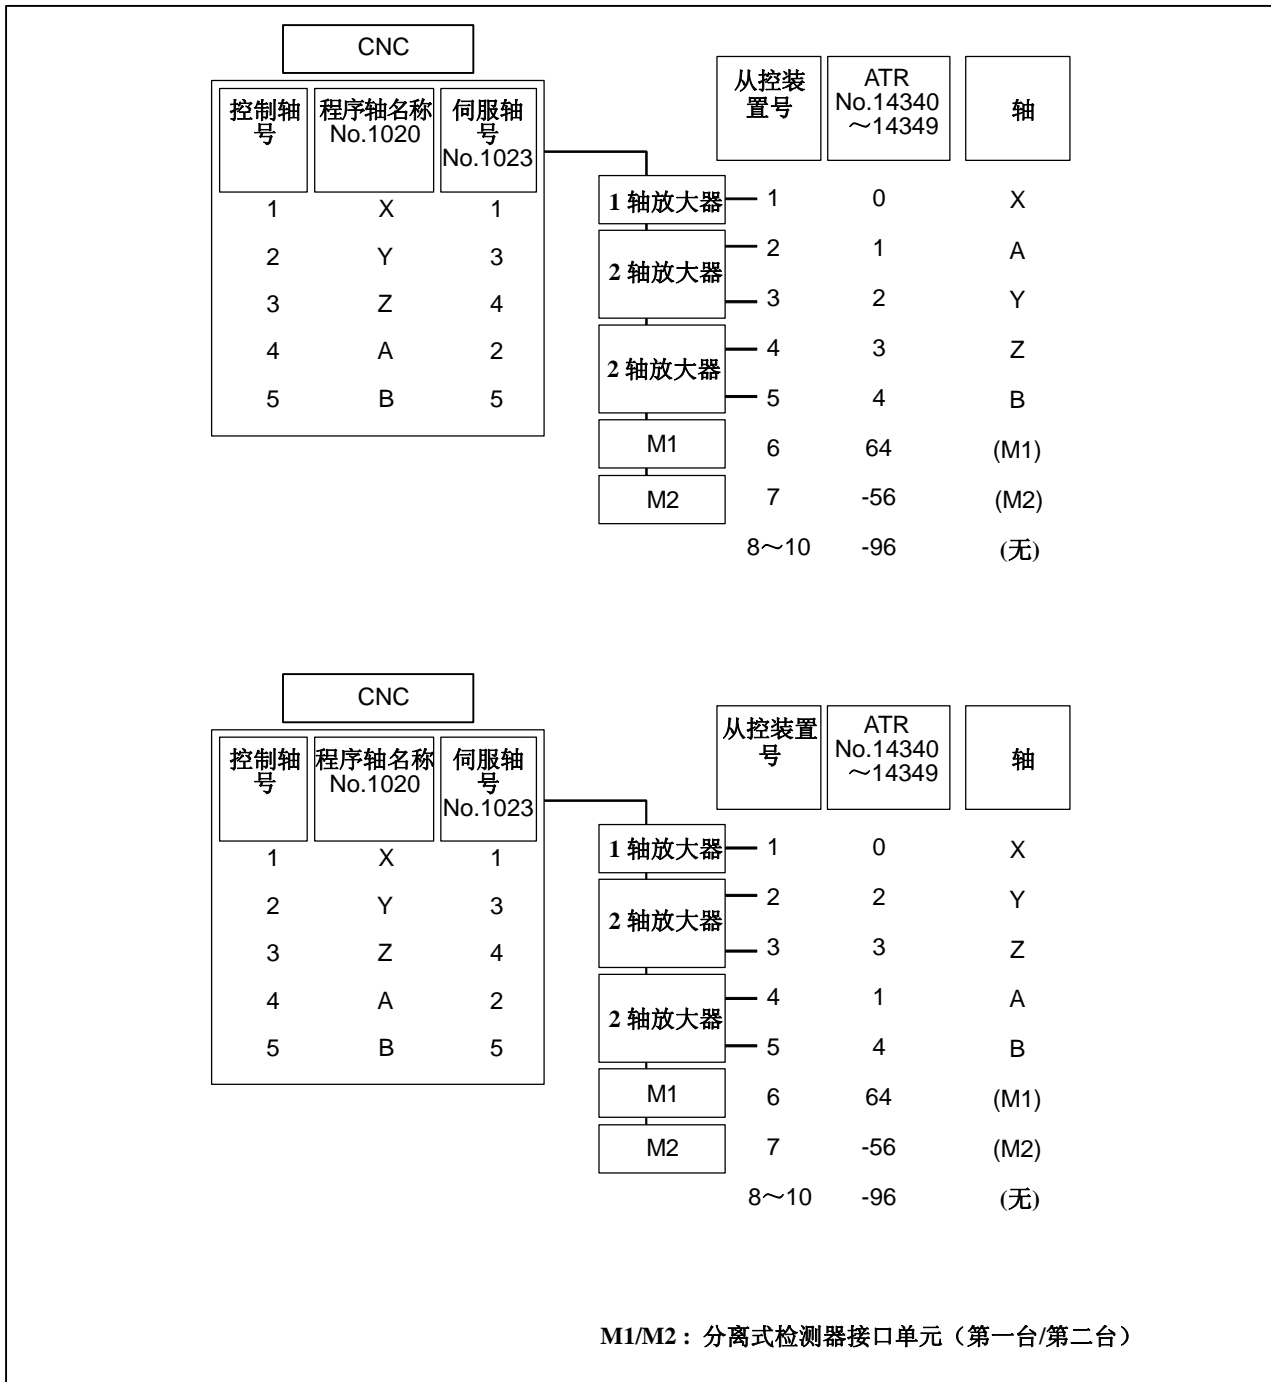 CNC
控制轴号 程序轴名称 No.1020 伺服轴号 No.1023
1 X 1
2 Y 3
3 Z 4
4 A 2
5 B 5
从控装置号 ATR No.14340～14349 轴
1 轴放大器 1 0 X
2 轴放大器 2 1 A
3 2 Y
2 轴放大器 4 3 Z
5 4 B
M1 6 64 (M1)
M2 7 -56 (M2)
8～10 -96 (无)
CNC
控制轴号 程序轴名称 No.1020 伺服轴号 No.1023
1 X 1
2 Y 3
3 Z 4
4 A 2
5 B 5
从控装置号 ATR No.14340～14349 轴
1 轴放大器 1 0 X
2 轴放大器 2 2 Y
3 3 Z
2 轴放大器 4 1 A
5 4 B
M1 6 64 (M1)
M2 7 -56 (M2)
8～10 -96 (无)
M1/M2：分离式检测器接口单元（第一台/第二台）